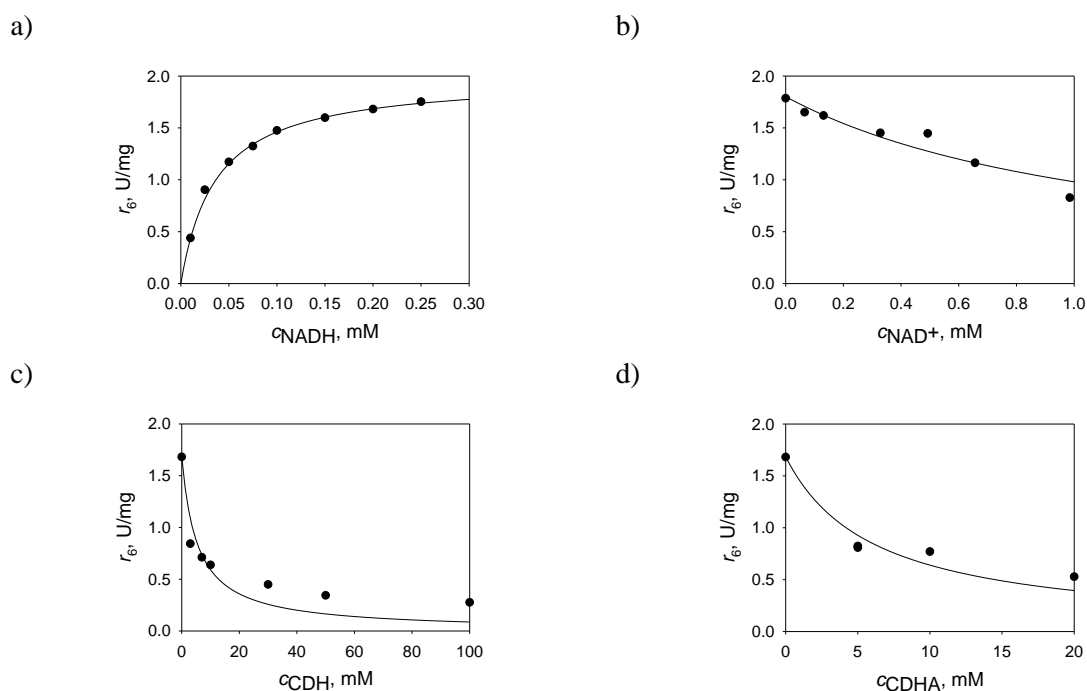 a)
r6, U/mg
2.0
1.5
1.0
0.5
0.0
0.00 0.05 0.10 0.15 0.20 0.25 0.30
cNADH, mM
b)
r6, U/mg
2.0
1.5
1.0
0.5
0.0
0.0 0.2 0.4 0.6 0.8 1.0
cNAD+, mM
c)
r6, U/mg
2.0
1.5
1.0
0.5
0.0
0 20 40 60 80 100
cCDH, mM
d)
r6, U/mg
2.0
1.5
1.0
0.5
0.0
0 5 10 15 20
cCDHA, mM